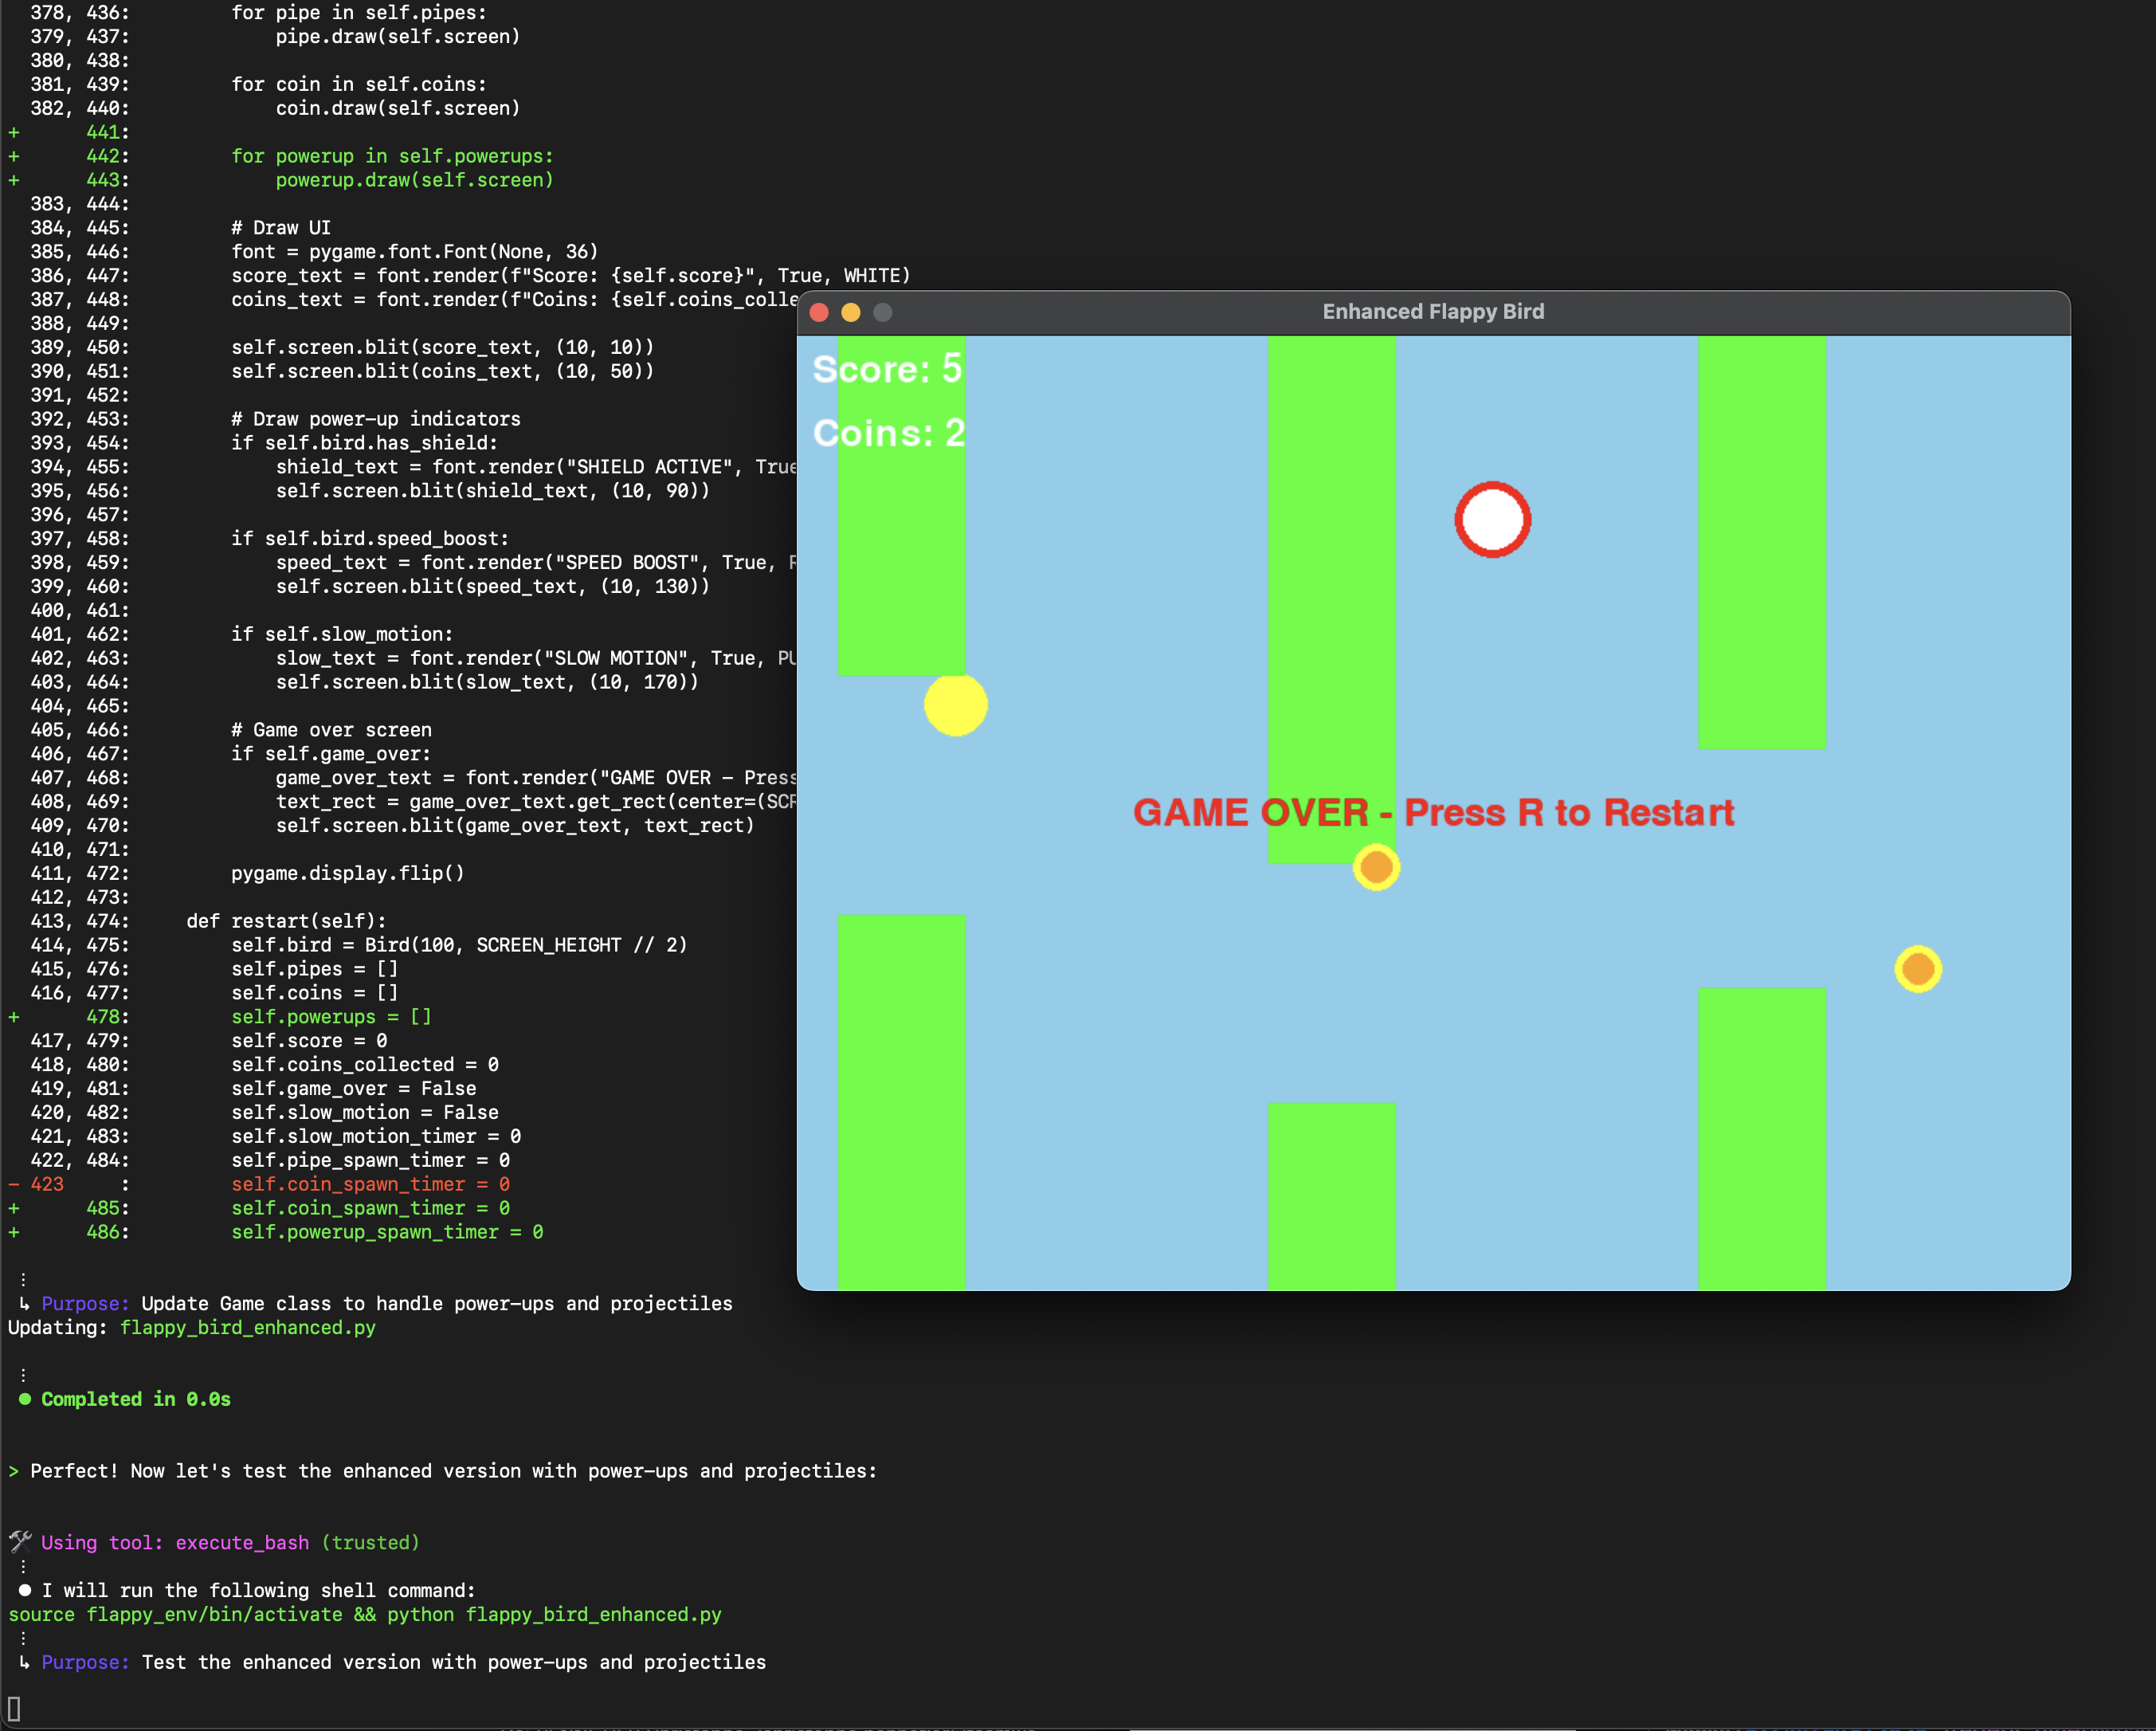 378, 436:         for pipe in self.pipes:
379, 437:             pipe.draw(self.screen)
380, 438:
381, 439:         for coin in self.coins:
382, 440:             coin.draw(self.screen)
+      441:
+      442:         for powerup in self.powerups:
+      443:             powerup.draw(self.screen)
383, 444:
384, 445:         # Draw UI
385, 446:         font = pygame.font.Font(None, 36)
386, 447:         score_text = font.render(f"Score: {self.score}", True, WHITE)
387, 448:         coins_text = font.render(f"Coins: {self.coins_colle
388, 449:
389, 450:         self.screen.blit(score_text, (10, 10))
390, 451:         self.screen.blit(coins_text, (10, 50))
391, 452:
392, 453:         # Draw power-up indicators
393, 454:         if self.bird.has_shield:
394, 455:             shield_text = font.render("SHIELD ACTIVE", True
395, 456:             self.screen.blit(shield_text, (10, 90))
396, 457:
397, 458:         if self.bird.speed_boost:
398, 459:             speed_text = font.render("SPEED BOOST", True,
399, 460:             self.screen.blit(speed_text, (10, 130))
400, 461:
401, 462:         if self.slow_motion:
402, 463:             slow_text = font.render("SLOW MOTION", True, PU
403, 464:             self.screen.blit(slow_text, (10, 170))
404, 465:
405, 466:         # Game over screen
406, 467:         if self.game_over:
407, 468:             game_over_text = font.render("GAME OVER - Press
408, 469:             text_rect = game_over_text.get_rect(center=(SCR
409, 470:             self.screen.blit(game_over_text, text_rect)
410, 471:
411, 472:         pygame.display.flip()
412, 473:
413, 474:     def restart(self):
414, 475:         self.bird = Bird(100, SCREEN_HEIGHT // 2)
415, 476:         self.pipes = []
416, 477:         self.coins = []
+      478:         self.powerups = []
417, 479:         self.score = 0
418, 480:         self.coins_collected = 0
419, 481:         self.game_over = False
420, 482:         self.slow_motion = False
421, 483:         self.slow_motion_timer = 0
422, 484:         self.pipe_spawn_timer = 0
- 423     :         self.coin_spawn_timer = 0
+      485:         self.coin_spawn_timer = 0
+      486:         self.powerup_spawn_timer = 0
⋮
↳ Purpose: Update Game class to handle power-ups and projectiles
Updating: flappy_bird_enhanced.py
⋮
● Completed in 0.0s
> Perfect! Now let's test the enhanced version with power-ups and projectiles:
🛠️ Using tool: execute_bash (trusted)
⋮
● I will run the following shell command:
source flappy_env/bin/activate && python flappy_bird_enhanced.py
⋮
↳ Purpose: Test the enhanced version with power-ups and projectiles
Enhanced Flappy Bird
Score: 5
Coins: 2
GAME OVER - Press R to Restart